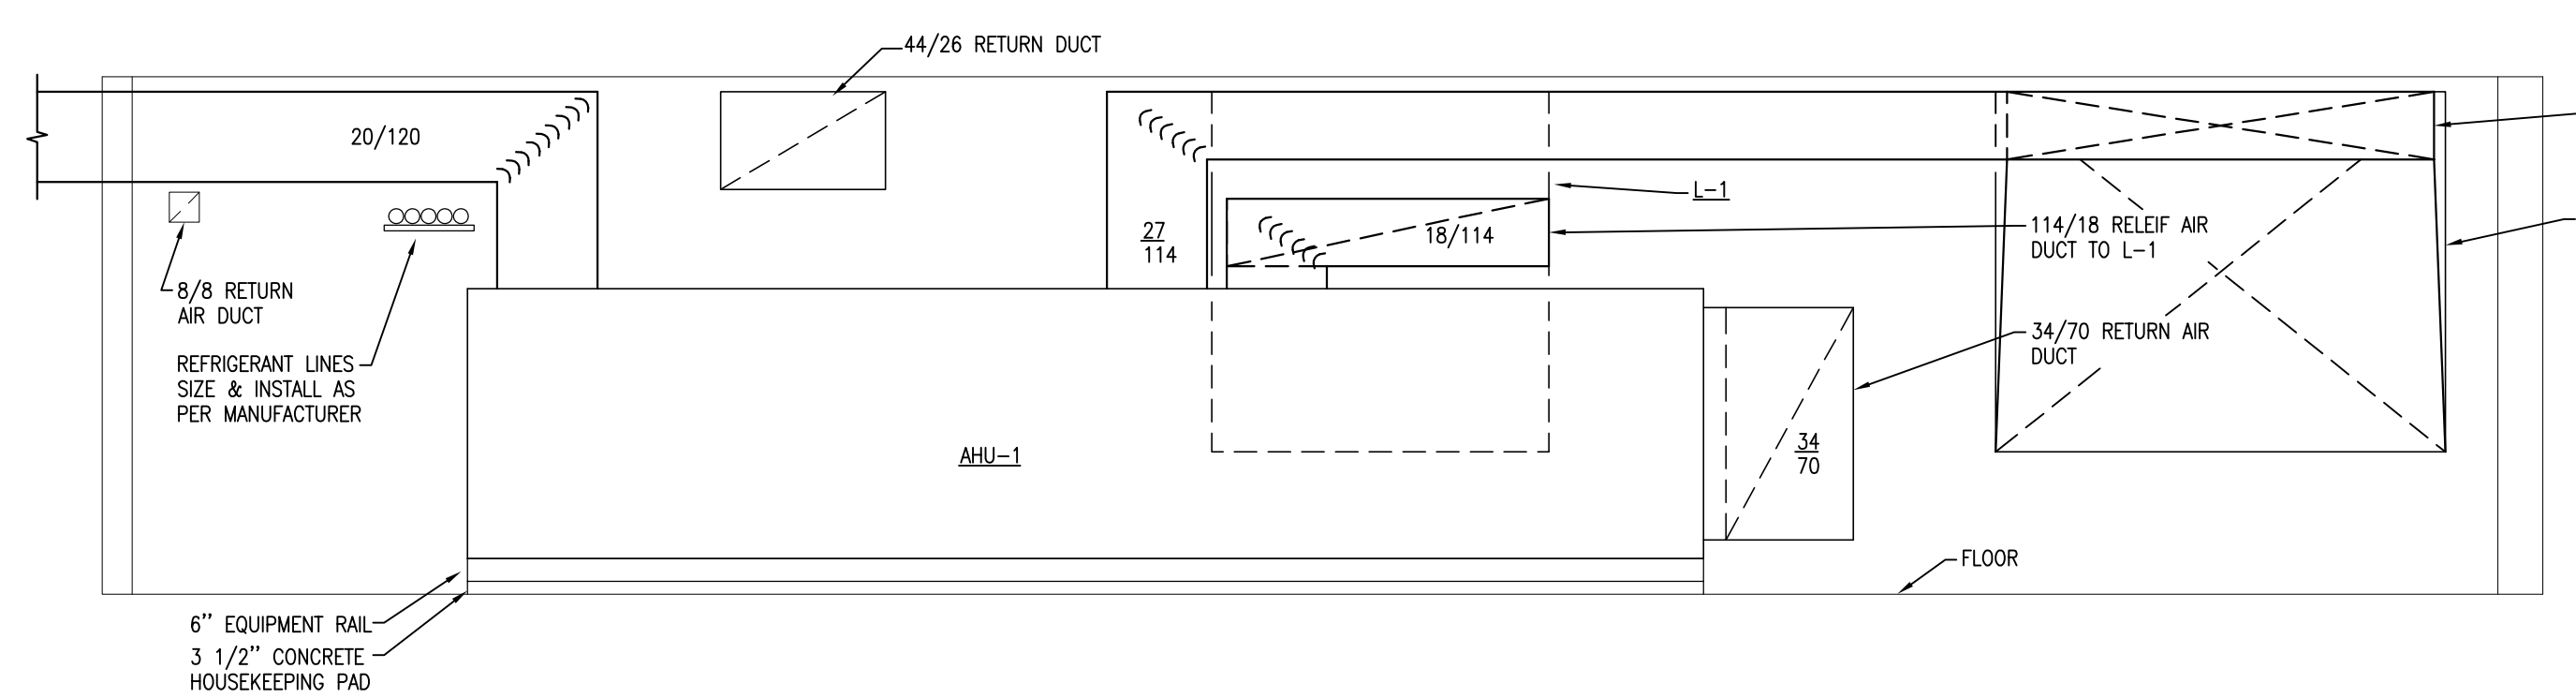 44/26 RETURN DUCT
20/120
L-1
27
114
18/114
114/18 RELEIF AIR
DUCT TO L-1
8/8 RETURN
AIR DUCT
REFRIGERANT LINES
SIZE & INSTALL AS
PER MANUFACTURER
34/70 RETURN AIR
DUCT
34
70
AHU-1
FLOOR
6" EQUIPMENT RAIL
3 1/2" CONCRETE
HOUSEKEEPING PAD